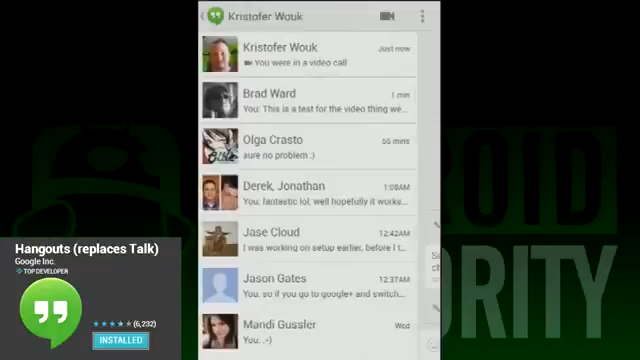 Kristofer Wouk
Kristofer Wouk
Just now
You were in a video call
Brad Ward
1 min
You: This is a test for the video thing we...
Olga Crasto
55 mins
sure no problem :)
Derek, Jonathan
1:08AM
You: fantastic lol, well hopefully it works...
Jase Cloud
12:42AM
I was working on setup earlier, before I t...
Jason Gates
12:37AM
You: so if you go to google+ and switch...
Mandi Gussler
Wed
You: .-)
Hangouts (replaces Talk)
Google Inc.
TOP DEVELOPER
(6,232)
INSTALLED
ROID
ORITY